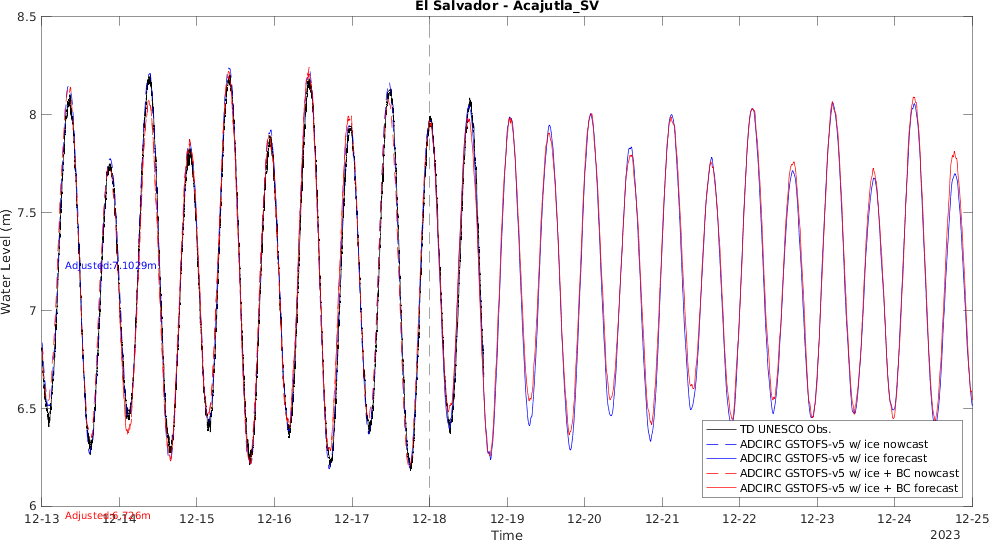 El Salvador - Acajutla_SV
8.5
8
7.5
7
6.5
6
Water Level (m)
Adjusted:7.1029m
Adjusted:6.726m
TD UNESCO Obs.
ADCIRC GSTOFS-v5 w/ ice nowcast
ADCIRC GSTOFS-v5 w/ ice forecast
ADCIRC GSTOFS-v5 w/ ice + BC nowcast
ADCIRC GSTOFS-v5 w/ ice + BC forecast
12-13 12-14 12-15 12-16 12-17 12-18 12-19 12-20 12-21 12-22 12-23 12-24 12-25
Time
2023